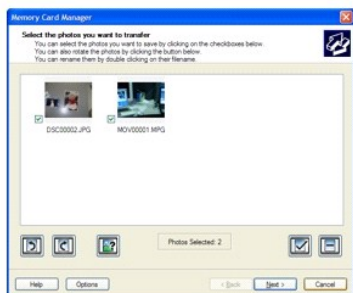 Memory Card Manager
Select the photos you want to transfer
You can select the photos you want to save by clicking on the checkboxes below.
You can also rotate the photos by clicking the button below.
You can rename them by double clicking on their filename.
DSC00002.JPG
MOV00001.MPG
Photos Selected: 2
Help
Options
< Back
Next >
Cancel